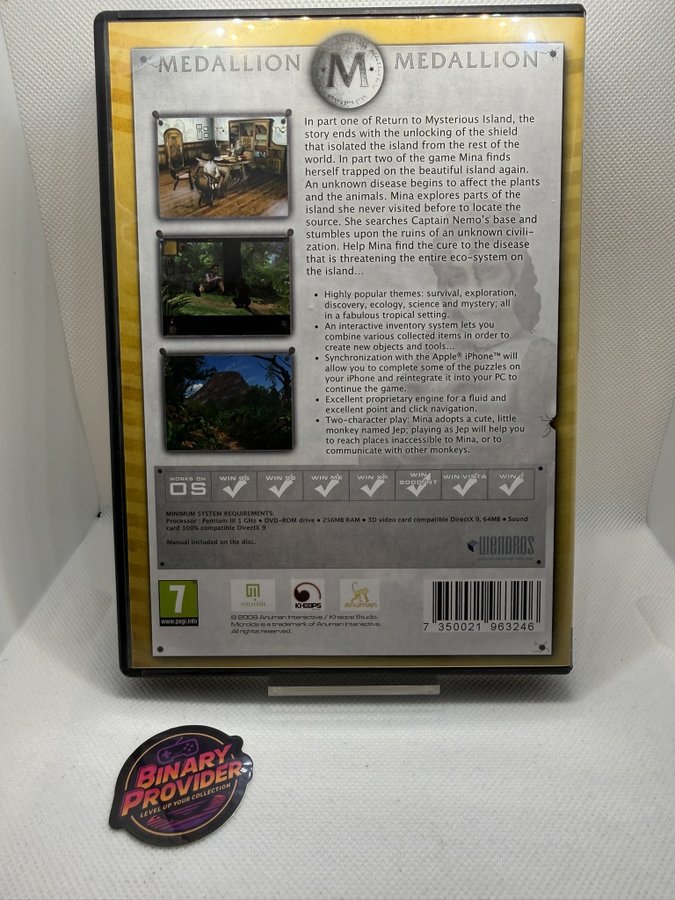 MEDALLION M MEDALLION
In part one of Return to Mysterious Island, the
story ends with the unlocking of the shield
that isolated the island from the rest of the
world. In part two of the game Mina finds
herself trapped on the beautiful island again.
An unknown disease begins to affect the plants
and the animals. Mina explores parts of the
island she never visited before to locate the
source. She searches Captain Nemo's base and
stumbles upon the ruins of an unknown civili-
zation. Help Mina find the cure to the disease
that is threatening the entire eco-system on
the island...
• Highly popular themes: survival, exploration,
discovery, ecology, science and mystery; all
in a fabulous tropical setting.
• An interactive inventory system lets you
combine various collected items in order to
create new objects and tools...
• Synchronization with the Apple® iPhone™ will
allow you to complete some of the puzzles on
your iPhone and reintegrate it into your PC to
continue the game.
• Excellent proprietary engine for a fluid and
excellent point and click navigation.
• Two-character play: Mina adopts a cute, little
monkey named Jep; playing as Jep will help you
to reach places inaccessible to Mina, or to
communicate with other monkeys.
WORKS ON
OS
WIN 95
WIN 98
WIN ME
WIN XP
WIN
2000/NT
WIN VISTA
WIN 7
MINIMUM SYSTEM REQUIREMENTS:
Processor : Pentium III 1 GHz • DVD-ROM drive • 256MB RAM • 3D video card compatible DirectX 9, 64MB • Sound
card 100% compatible DirectX 9
Manual included on the disc.
WENDROS
7
www.pegi.info
microids
KHEOPS
ANUMAN
© 2009 Anuman Interactive / Kheops Studio.
Microids is a trademark of Anuman Interactive.
All rights reserved.
7 350021 963246
BINARY
PROVIDER
LEVEL UP YOUR COLLECTION